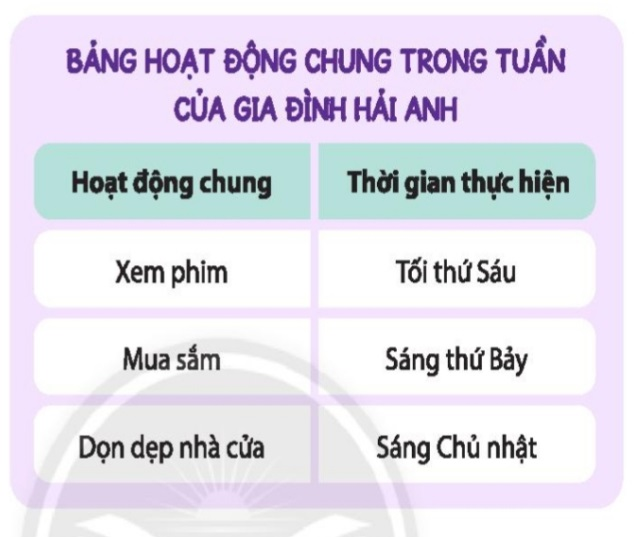 BẢNG HOẠT ĐỘNG CHUNG TRONG TUẦN
CỦA GIA ĐÌNH HẢI ANH
Hoạt động chung Thời gian thực hiện
Xem phim Tối thứ Sáu
Mua sắm Sáng thứ Bảy
Dọn dẹp nhà cửa Sáng Chủ nhật